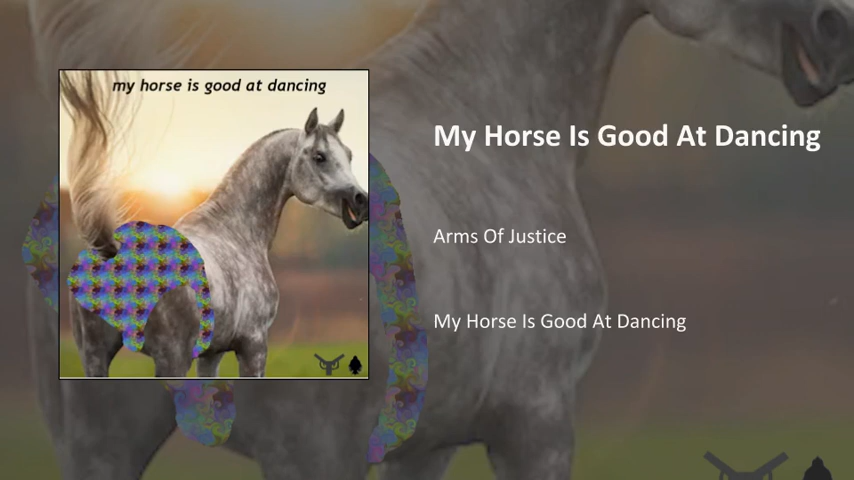 my horse is good at dancing
My Horse Is Good At Dancing
Arms Of Justice
My Horse Is Good At Dancing